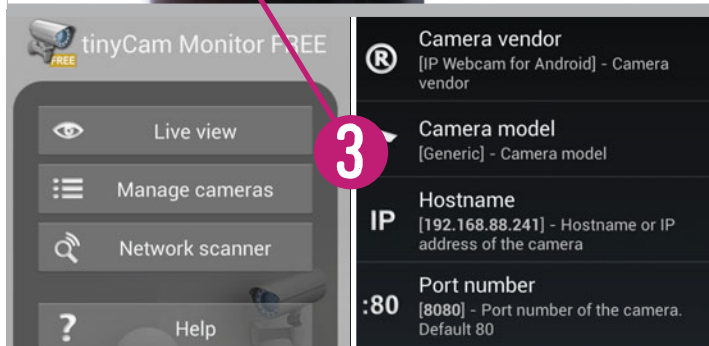 tinyCam Monitor FREE
FREE
Live view
Manage cameras
Network scanner
? Help
3
® Camera vendor
[IP Webcam for Android] - Camera
vendor
Camera model
[Generic] - Camera model
IP Hostname
[192.168.88.241] - Hostname or IP
address of the camera
:80 Port number
[8080] - Port number of the camera.
Default 80